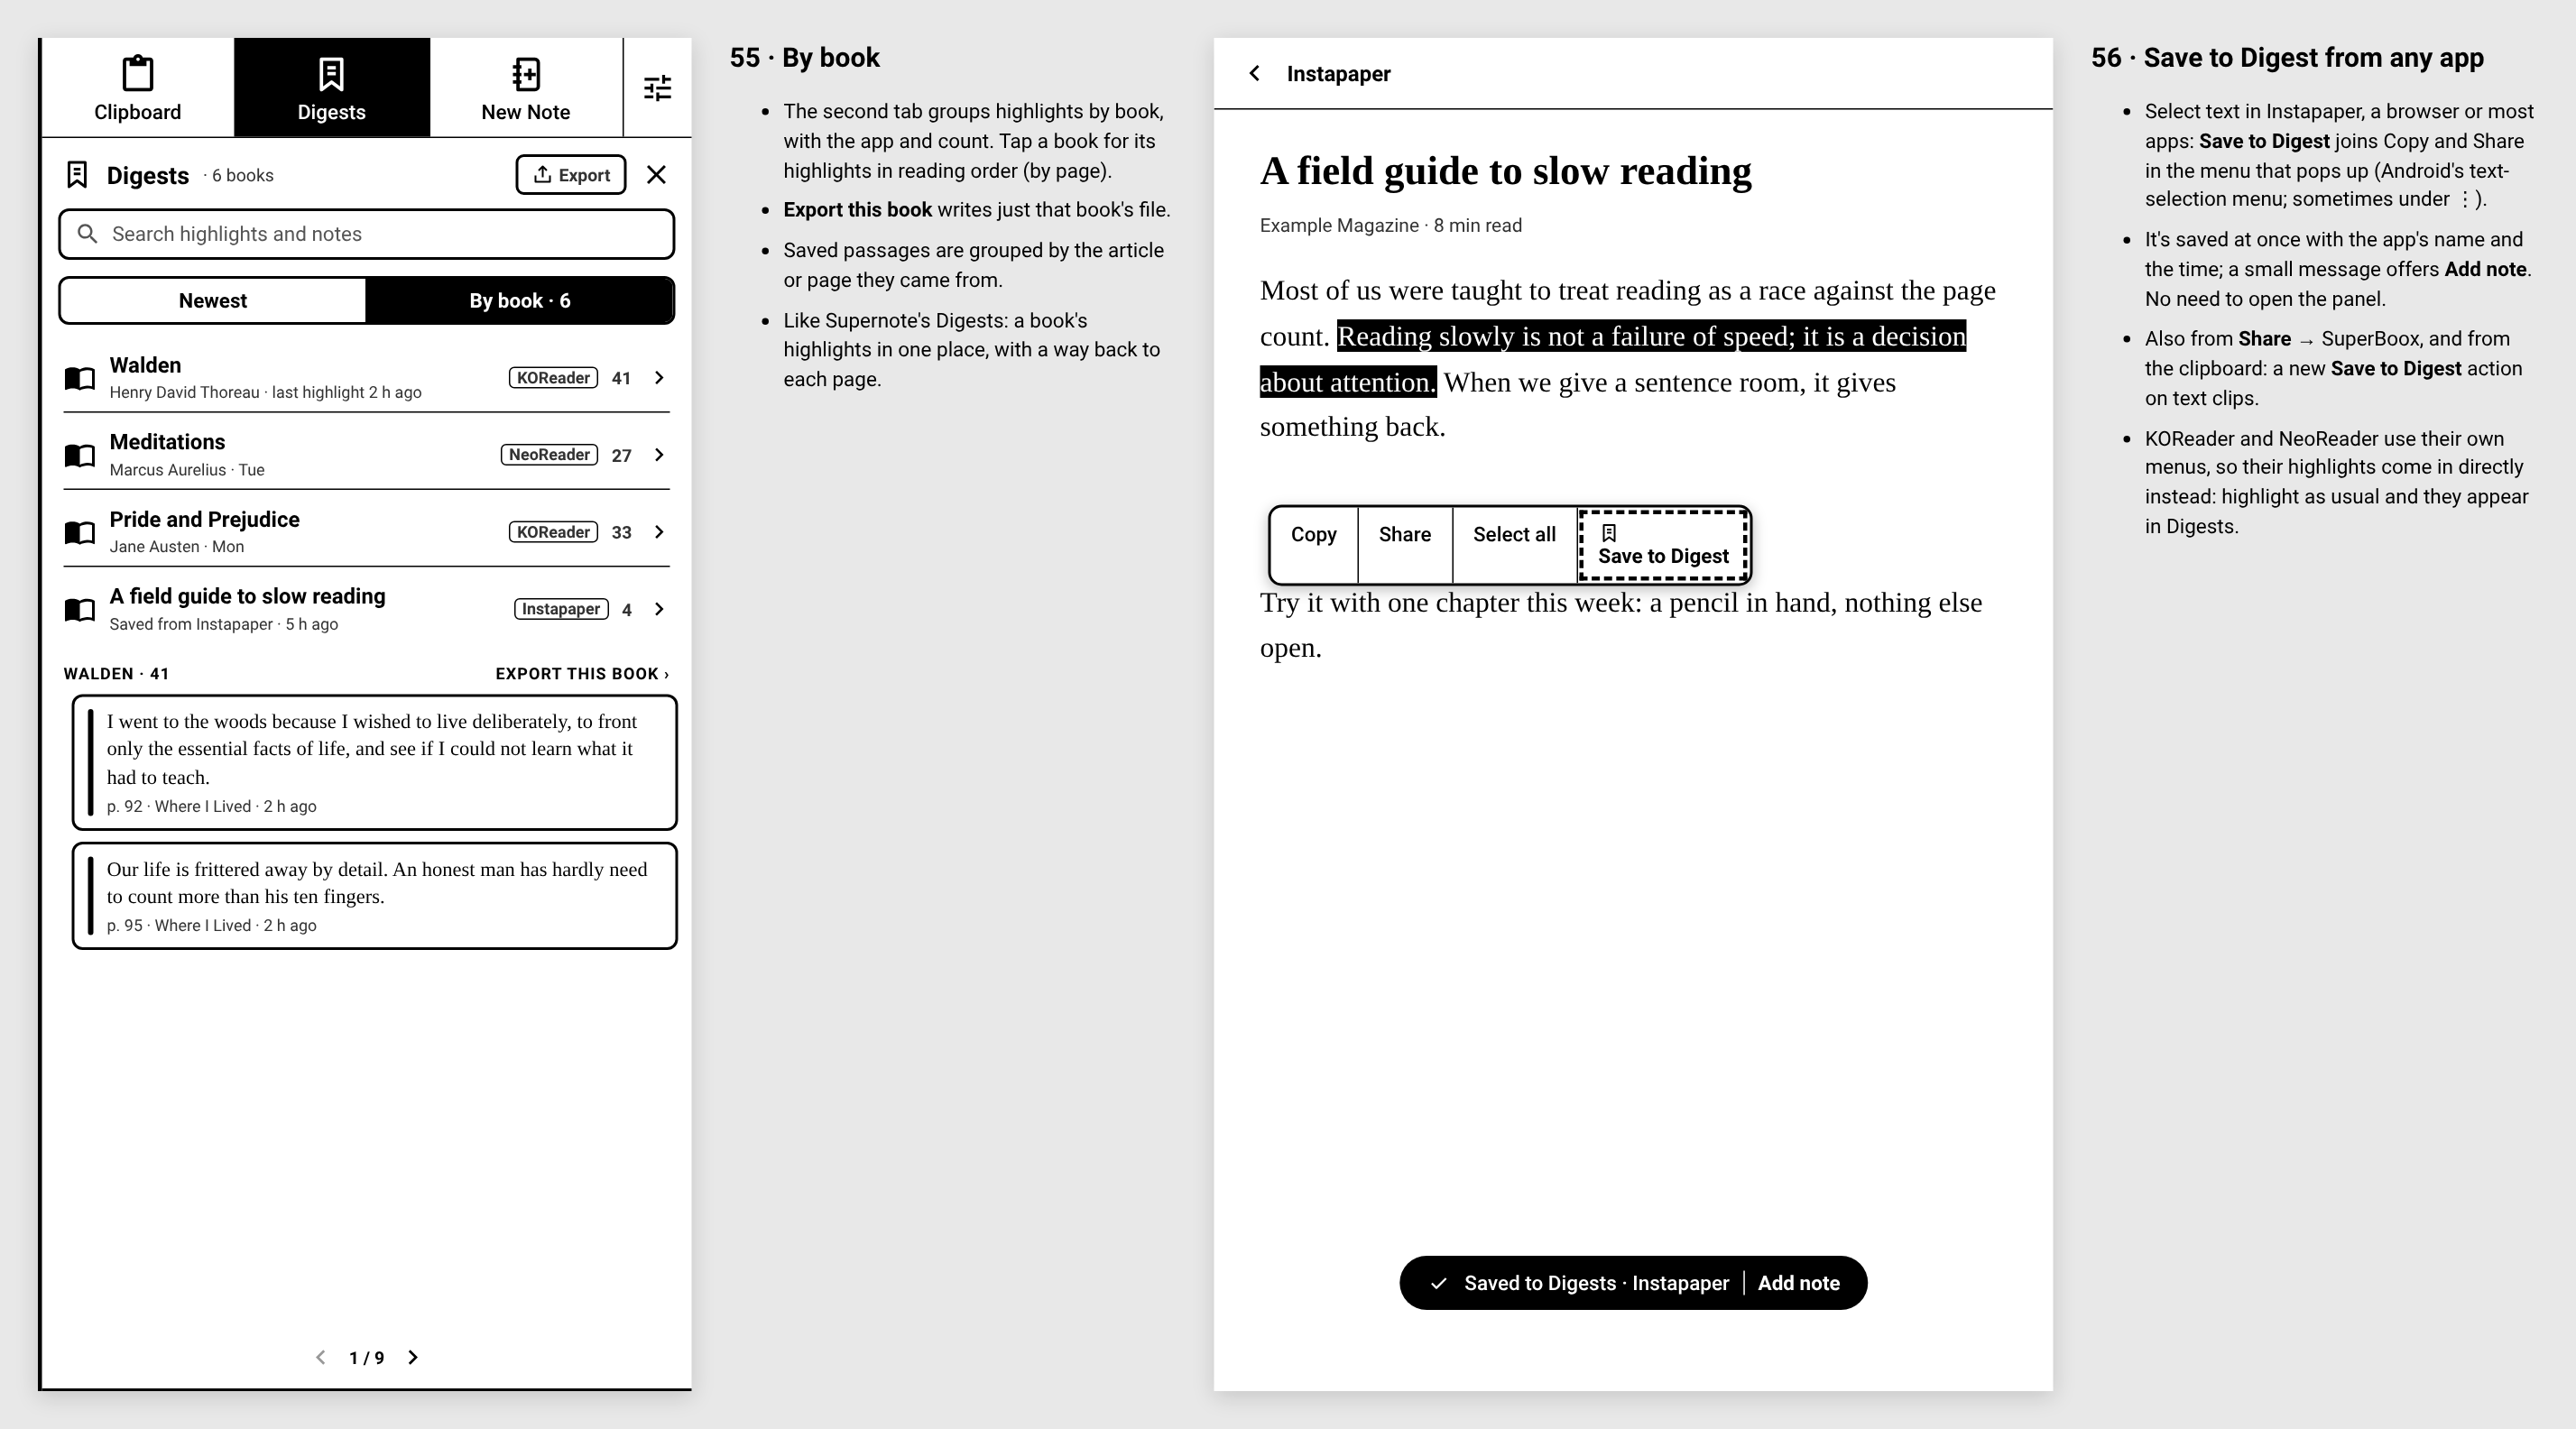 Clipboard
Digests
New Note
Digests · 6 books
Export
Search highlights and notes
Newest
By book · 6
Walden
Henry David Thoreau · last highlight 2 h ago
KOReader 41
Meditations
Marcus Aurelius · Tue
NeoReader 27
Pride and Prejudice
Jane Austen · Mon
KOReader 33
A field guide to slow reading
Saved from Instapaper · 5 h ago
Instapaper 4
WALDEN · 41
EXPORT THIS BOOK ›
I went to the woods because I wished to live deliberately, to front
only the essential facts of life, and see if I could not learn what it
had to teach.
p. 92 · Where I Lived · 2 h ago
Our life is frittered away by detail. An honest man has hardly need
to count more than his ten fingers.
p. 95 · Where I Lived · 2 h ago
1 / 9
55 · By book
• The second tab groups highlights by book,
with the app and count. Tap a book for its
highlights in reading order (by page).
• Export this book writes just that book's file.
• Saved passages are grouped by the article
or page they came from.
• Like Supernote's Digests: a book's
highlights in one place, with a way back to
each page.
Instapaper
A field guide to slow reading
Example Magazine · 8 min read
Most of us were taught to treat reading as a race against the page
count. Reading slowly is not a failure of speed; it is a decision
about attention. When we give a sentence room, it gives
something back.
Copy
Share
Select all
Save to Digest
Try it with one chapter this week: a pencil in hand, nothing else
open.
Saved to Digests · Instapaper
Add note
56 · Save to Digest from any app
• Select text in Instapaper, a browser or most
apps: Save to Digest joins Copy and Share
in the menu that pops up (Android's text-
selection menu; sometimes under ⋮).
• It's saved at once with the app's name and
the time; a small message offers Add note.
No need to open the panel.
• Also from Share → SuperBoox, and from
the clipboard: a new Save to Digest action
on text clips.
• KOReader and NeoReader use their own
menus, so their highlights come in directly
instead: highlight as usual and they appear
in Digests.